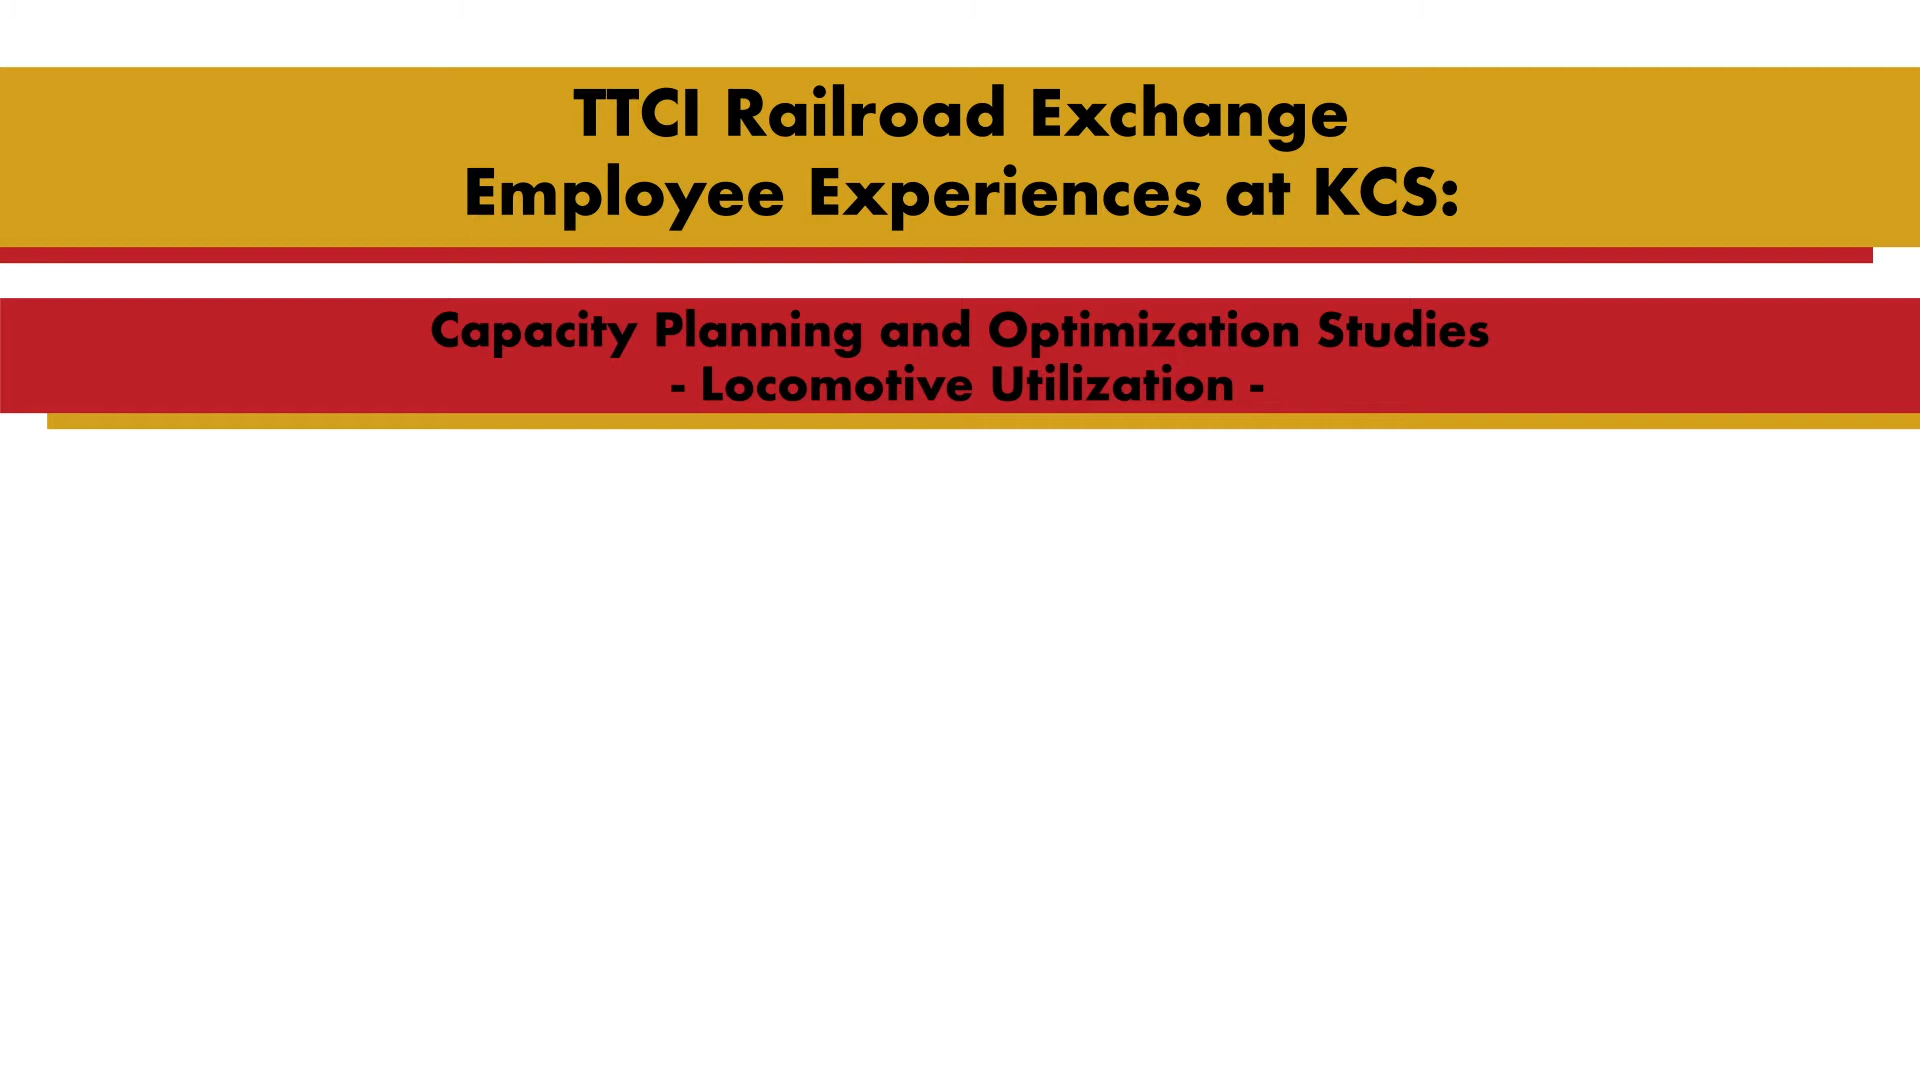 TTCI Railroad Exchange
Employee Experiences at KCS:
Capacity Planning and Optimization Studies
- Locomotive Utilization -